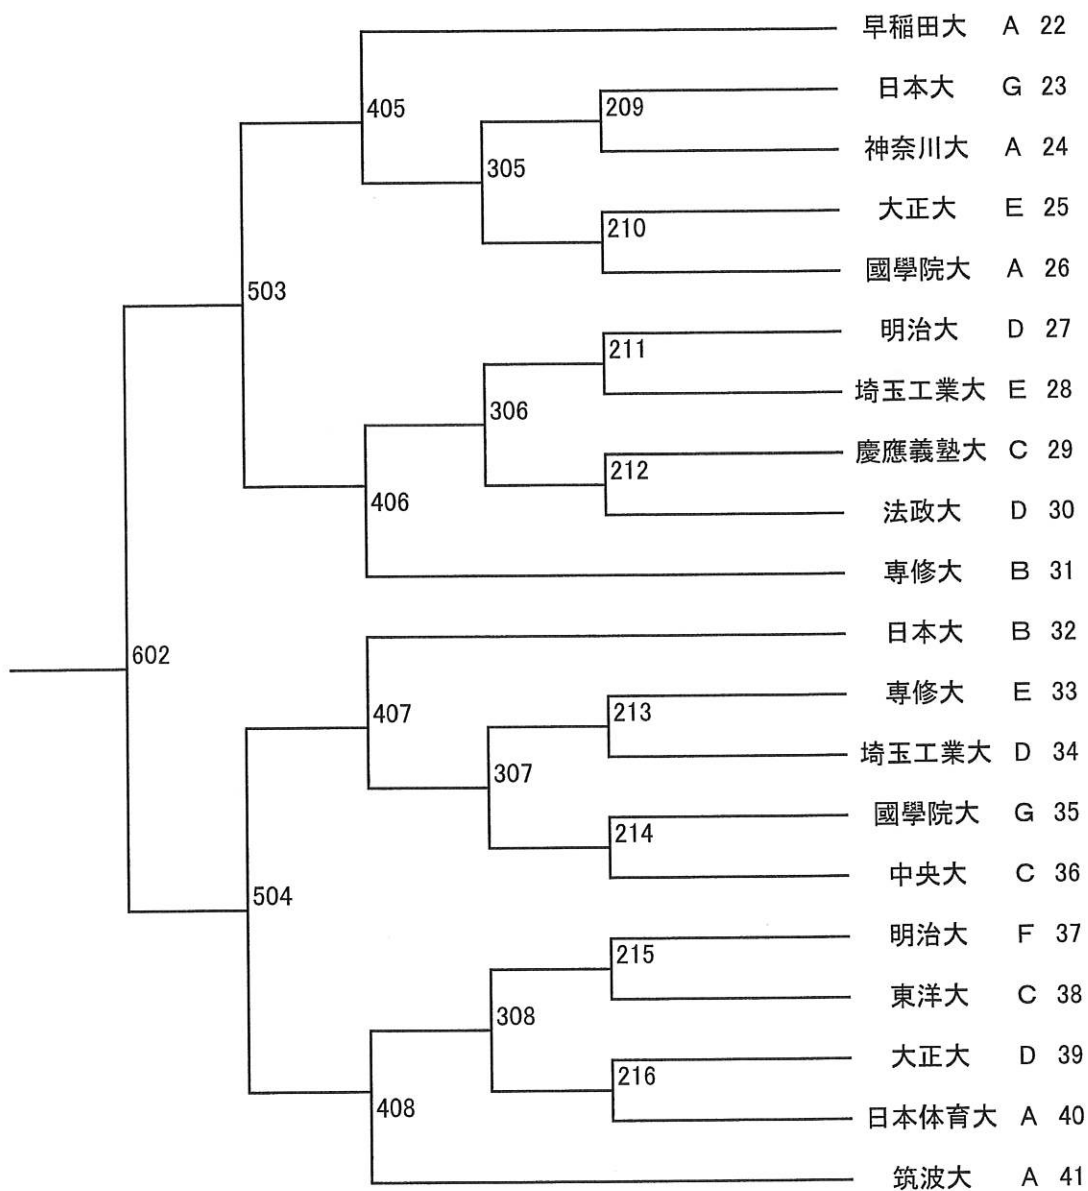 早稲田大 A 22
405
日本大 G 23
209
神奈川大 A 24
305
大正大 E 25
210
國學院大 A 26
503
明治大 D 27
211
埼玉工業大 E 28
306
慶應義塾大 C 29
212
406
法政大 D 30
専修大 B 31
602
日本大 B 32
専修大 E 33
407
213
埼玉工業大 D 34
307
國學院大 G 35
214
中央大 C 36
504
明治大 F 37
215
東洋大 C 38
308
大正大 D 39
216
408
日本体育大 A 40
筑波大 A 41